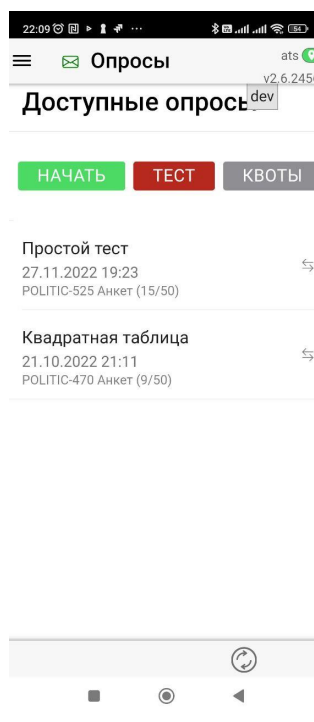 22:09
54
Опросы
ats
v2.6.245
dev
Доступные опросы
НАЧАТЬ
ТЕСТ
КВОТЫ
Простой тест
27.11.2022 19:23
POLITIC-525 Анкет (15/50)
Квадратная таблица
21.10.2022 21:11
POLITIC-470 Анкет (9/50)